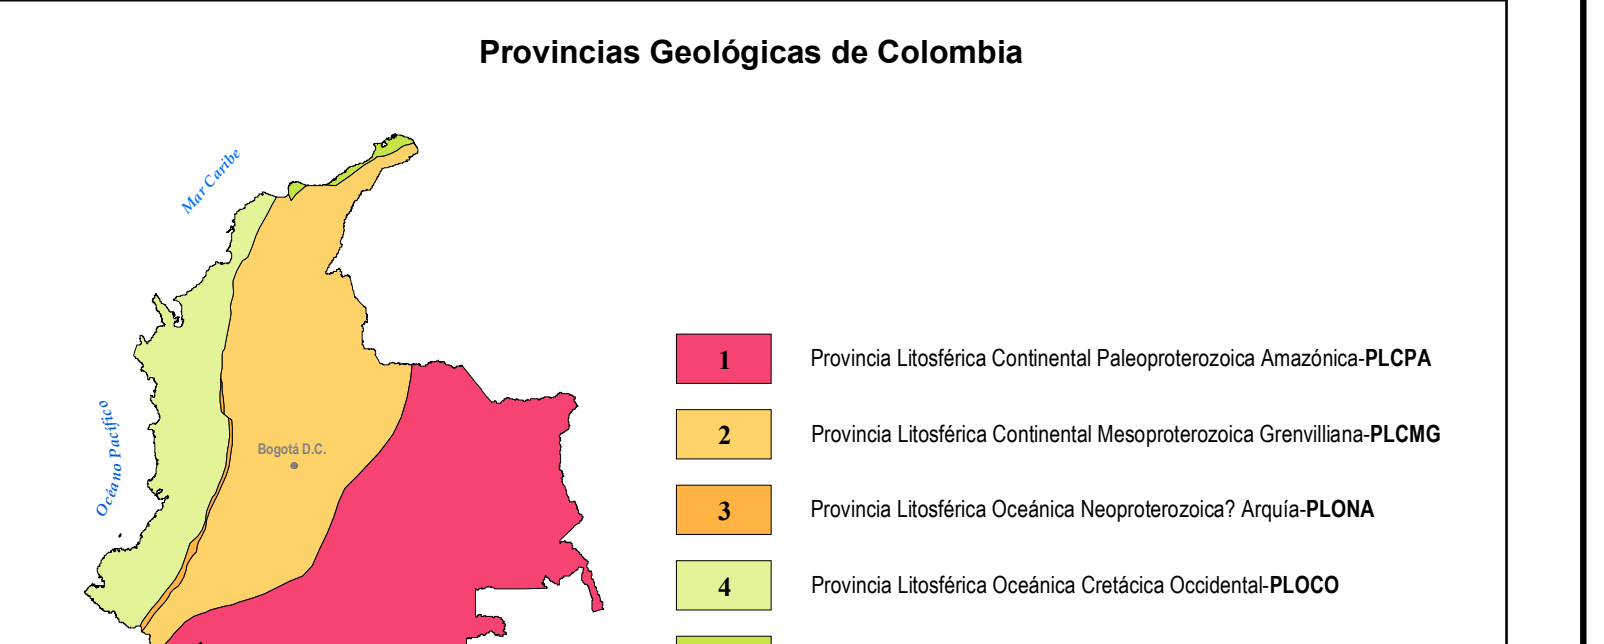 Provincias Geológicas de Colombia
Mar Caribe
Océano Pacífico
Bogotá D.C.
1 Provincia Litosférica Continental Paleoproterozoica Amazónica-PLCPA
2 Provincia Litosférica Continental Mesoproterozoica Grenvilliana-PLCMG
3 Provincia Litosférica Oceánica Neoproterozoica? Arquía-PLONA
4 Provincia Litosférica Oceánica Cretácica Occidental-PLOCO